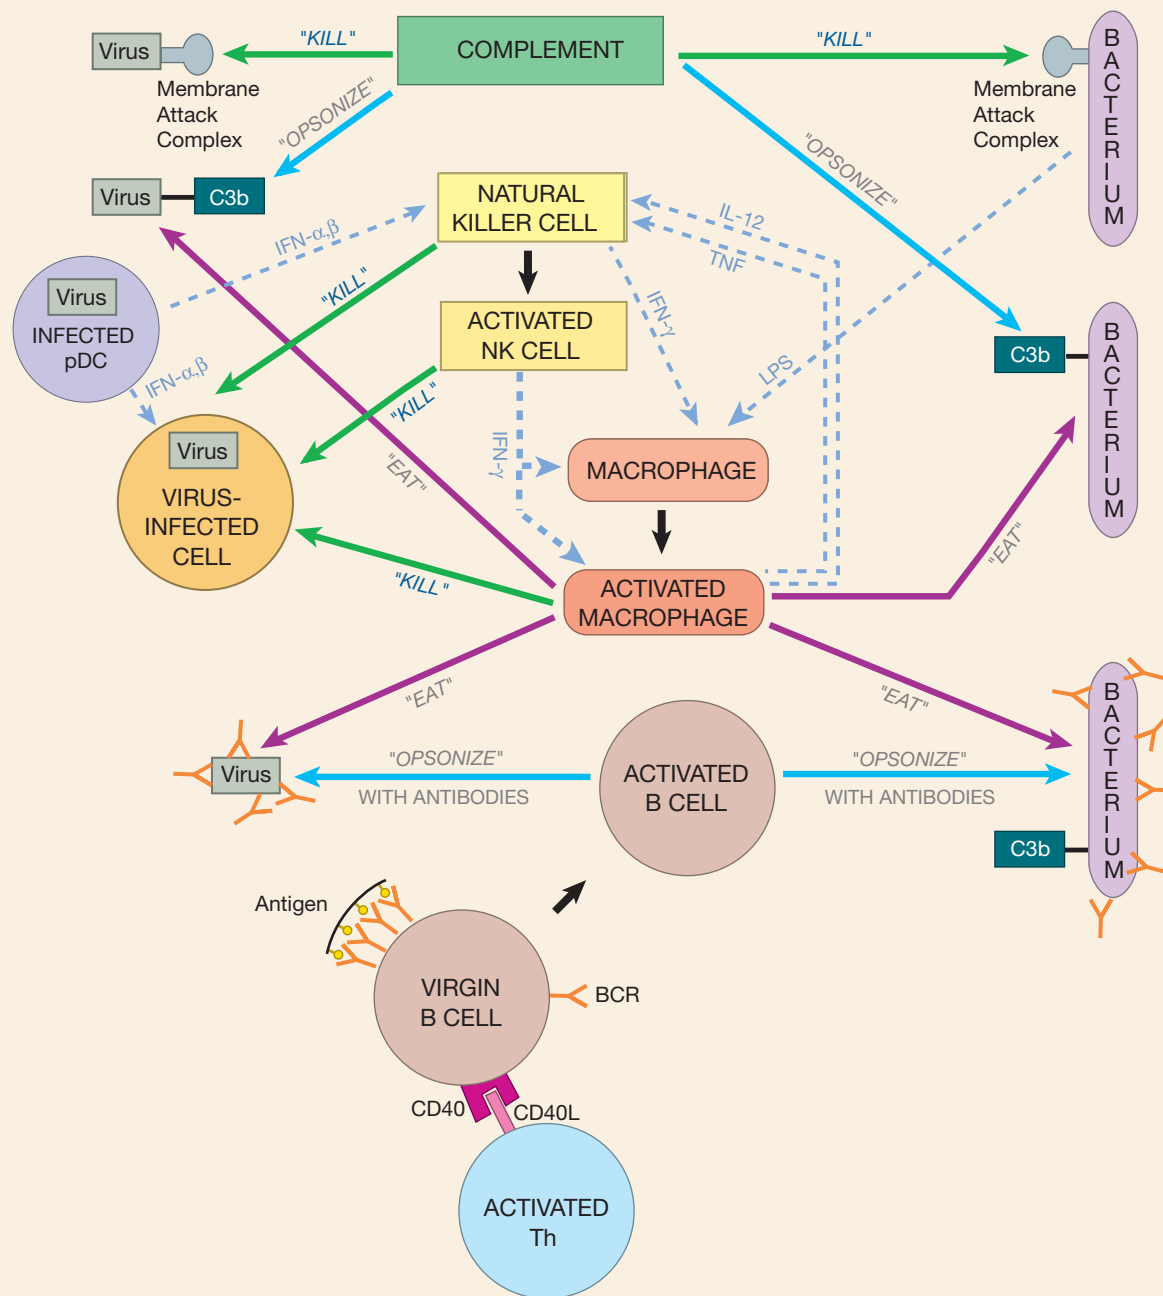 Virus
"KILL"
COMPLEMENT
"KILL"
BACTERIUM
Membrane
Attack
Complex
Membrane
Attack
Complex
"OPSONIZE"
"OPSONIZE"
Virus
C3b
NATURAL
KILLER CELL
IL-12
TNF
IFN-α,β
"KILL"
IFN-γ
LPS
Virus
INFECTED
pDC
ACTIVATED
NK CELL
C3b
BACTERIUM
IFN-α,β
"KILL"
Virus
VIRUS-
INFECTED
CELL
"EAT"
IFN-γ
MACROPHAGE
"EAT"
"KILL"
ACTIVATED
MACROPHAGE
"EAT"
"EAT"
BACTERIUM
Virus
"OPSONIZE"
WITH ANTIBODIES
ACTIVATED
B CELL
"OPSONIZE"
WITH ANTIBODIES
C3b
Antigen
VIRGIN
B CELL
BCR
CD40
CD40L
ACTIVATED
Th